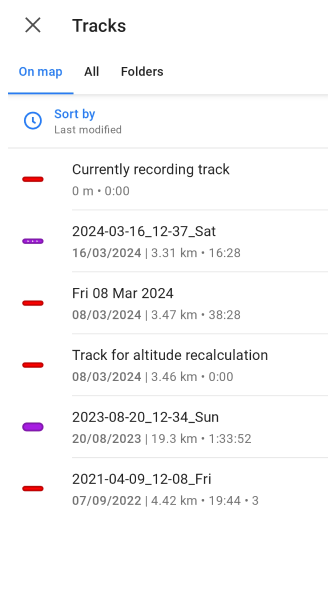 Tracks
On map
All
Folders
Sort by
Last modified
Currently recording track
0 m • 0:00
2024-03-16_12-37_Sat
16/03/2024 | 3.31 km • 16:28
Fri 08 Mar 2024
08/03/2024 | 3.47 km • 38:28
Track for altitude recalculation
08/03/2024 | 3.46 km • 0:00
2023-08-20_12-34_Sun
20/08/2023 | 19.3 km • 1:33:52
2021-04-09_12-08_Fri
07/09/2022 | 4.42 km • 19:44 • 3